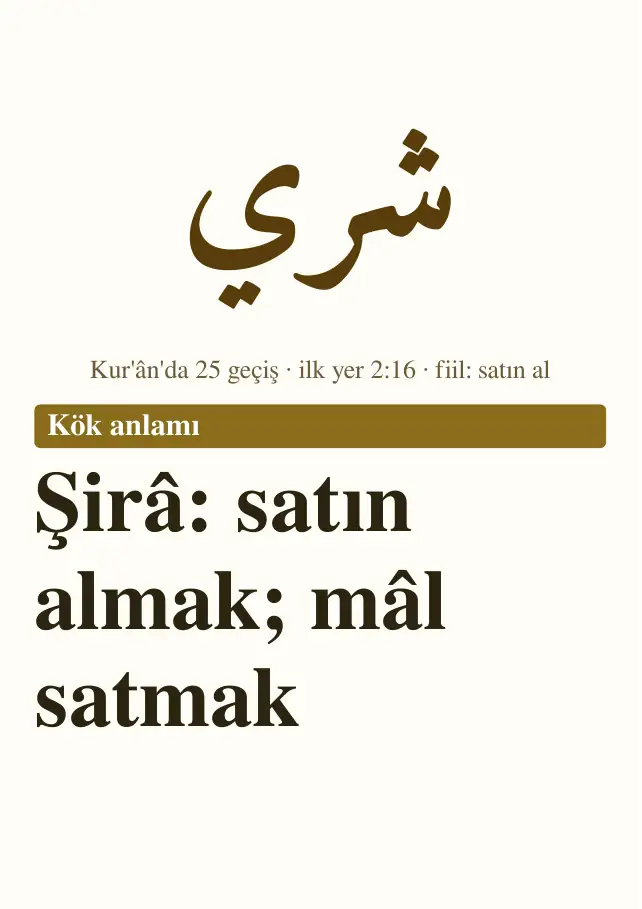 شري
Kur'ân'da 25 geçiş · ilk yer 2:16 · fiil: satın al
Kök anlamı
Şirâ: satın
almak; mâl
satmak